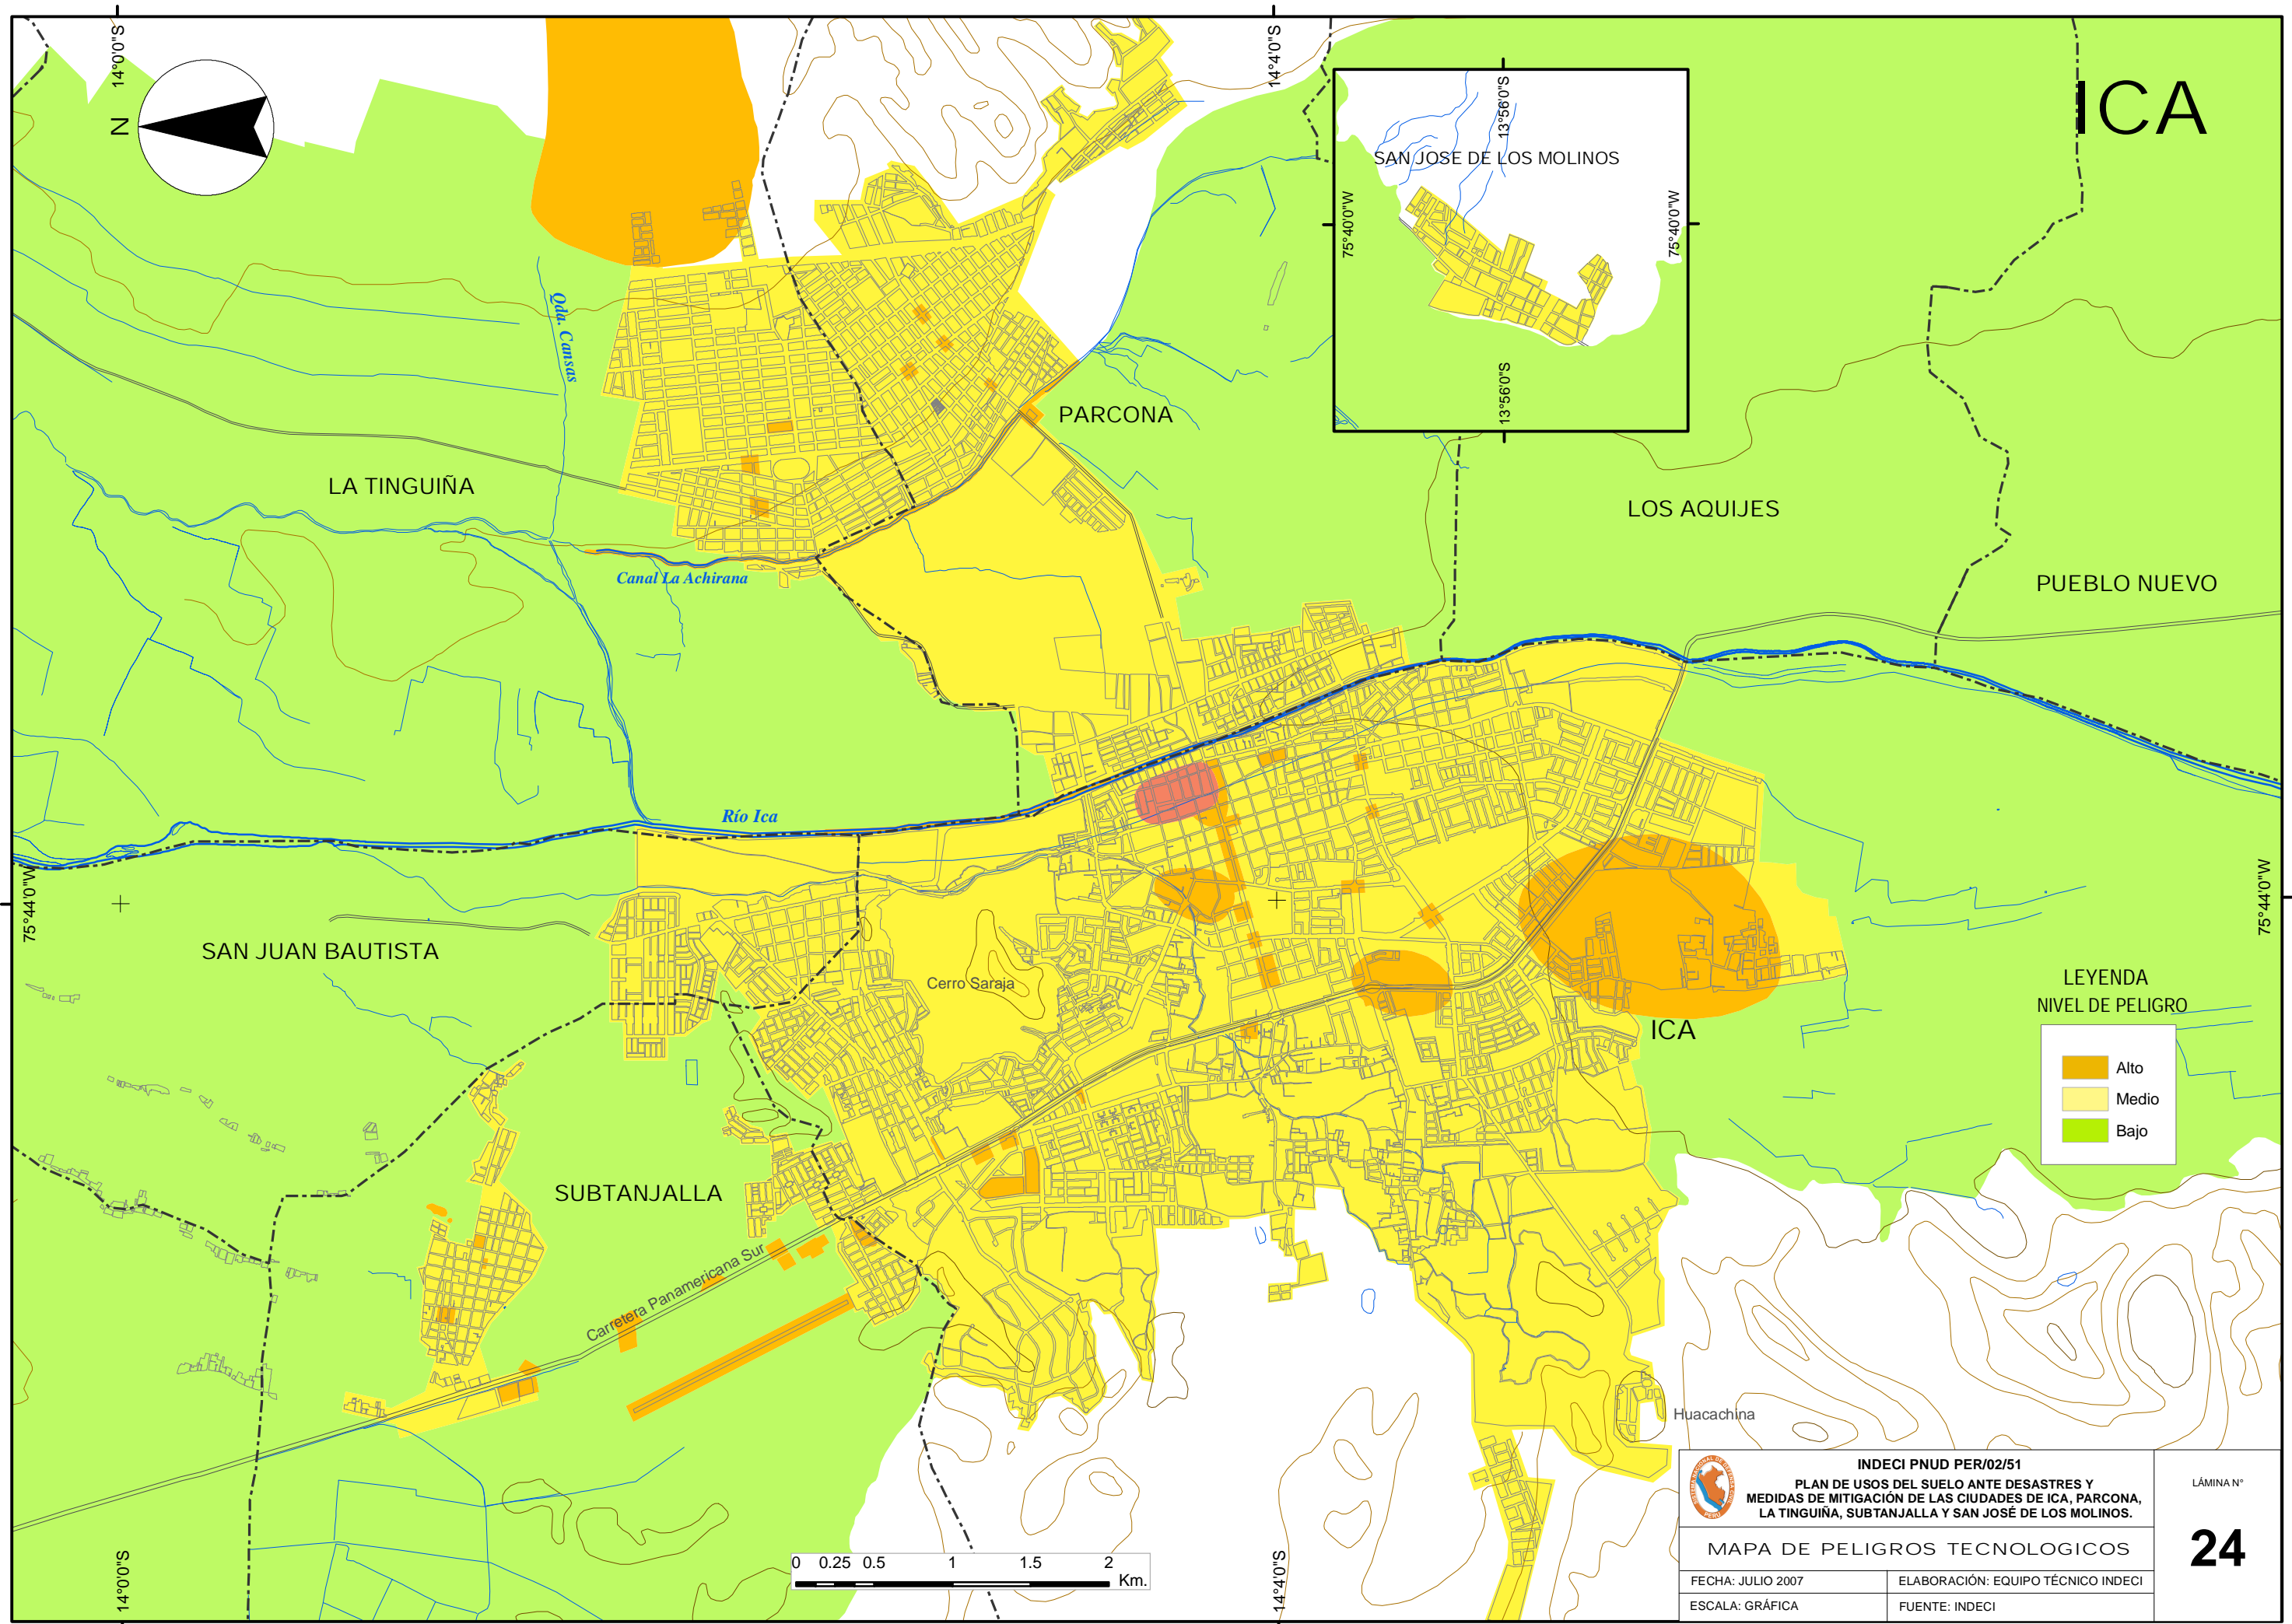 14°0'0"S
14°4'0"S
N
ICA
13°56'0"S
SAN JOSE DE LOS MOLINOS
75°40'0"W
75°40'0"W
13°56'0"S
Qda. Cansas
PARCONA
LA TINGUIÑA
LOS AQUIJES
Canal La Achirana
PUEBLO NUEVO
Río Ica
75°44'0"W
75°44'0"W
SAN JUAN BAUTISTA
Cerro Saraja
ICA
LEYENDA
NIVEL DE PELIGRO
Alto
Medio
Bajo
SUBTANJALLA
Carretera Panamericana Sur
Huacachina
0 0.25 0.5 1 1.5 2
Km.
14°0'0"S
14°4'0"S
INDECI PNUD PER/02/51
PLAN DE USOS DEL SUELO ANTE DESASTRES Y
MEDIDAS DE MITIGACIÓN DE LAS CIUDADES DE ICA, PARCONA,
LA TINGUIÑA, SUBTANJALLA Y SAN JOSÉ DE LOS MOLINOS.
MAPA DE PELIGROS TECNOLOGICOS
FECHA: JULIO 2007
ELABORACIÓN: EQUIPO TÉCNICO INDECI
ESCALA: GRÁFICA
FUENTE: INDECI
LÁMINA N°
24
PERÚ